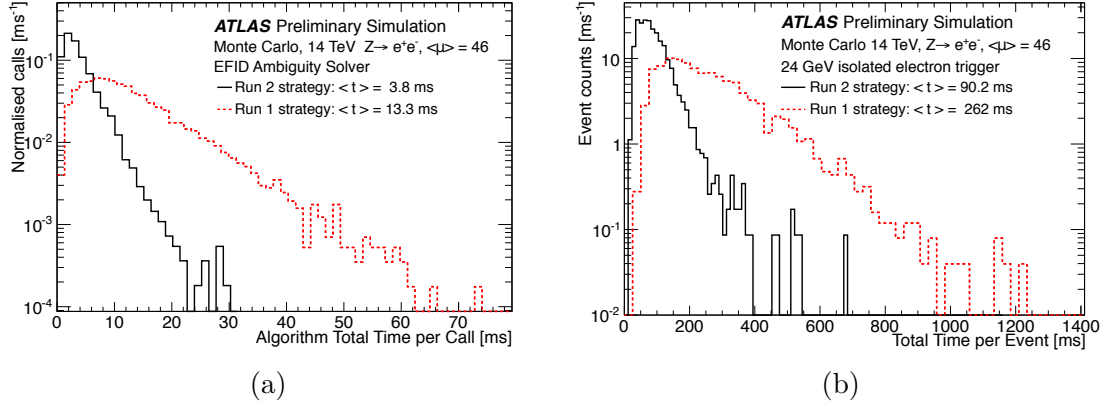 ATLAS Preliminary Simulation
Monte Carlo, 14 TeV Z→ e⁺e⁻, <μ> = 46
EFID Ambiguity Solver
Run 2 strategy: < t > = 3.8 ms
Run 1 strategy: < t > = 13.3 ms
Normalised calls [ms⁻¹]
10⁻¹
10⁻²
10⁻³
10⁻⁴
0 10 20 30 40 50 60 70
Algorithm Total Time per Call [ms]
(a)
ATLAS Preliminary Simulation
Monte Carlo 14 TeV, Z→ e⁺e⁻, <μ> = 46
24 GeV isolated electron trigger
Run 2 strategy: < t > = 90.2 ms
Run 1 strategy: < t > = 262 ms
Event counts [ms⁻¹]
10²
10
1
10⁻¹
10⁻²
0 200 400 600 800 1000 1200 1400
Total Time per Event [ms]
(b)